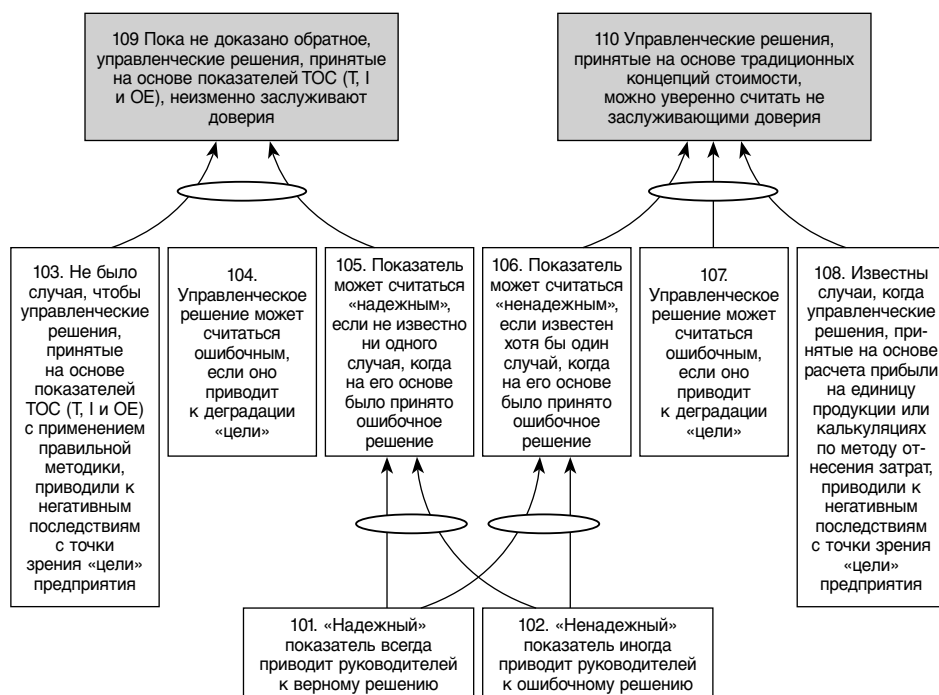 109 Пока не доказано обратное,
управленческие решения, принятые
на основе показателей ТОС (T, I
и OE), неизменно заслуживают
доверия
110 Управленческие решения,
принятые на основе традиционных
концепций стоимости,
можно уверенно считать не
заслуживающими доверия
103. Не было
случая, чтобы
управленческие
решения,
принятые
на основе
показателей
ТОС (T, I и OE)
с применением
правильной
методики,
приводили к
негативным
последствиям
с точки
зрения «цели»
предприятия
104.
Управленческое
решение может
считаться
ошибочным,
если оно
приводит
к деградации
«цели»
105. Показатель
может считаться
«надежным»,
если не известно
ни одного
случая, когда
на его основе
было принято
ошибочное
решение
106. Показатель
может считаться
«ненадежным»,
если известен
хотя бы один
случай, когда
на его основе
было принято
ошибочное
решение
107.
Управленческое
решение может
считаться
ошибочным,
если оно
приводит
к деградации
«цели»
108. Известны
случаи, когда
управленческие
решения, при-
нятые на основе
расчета прибыли
на единицу
продукции или
калькуляциях
по методу от-
несения затрат,
приводили к
негативным
последствиям
с точки зрения
«цели»
предприятия
101. «Надежный»
показатель всегда
приводит руководителей
к верному решению
102. «Ненадежный»
показатель иногда
приводит руководителей
к ошибочному решению